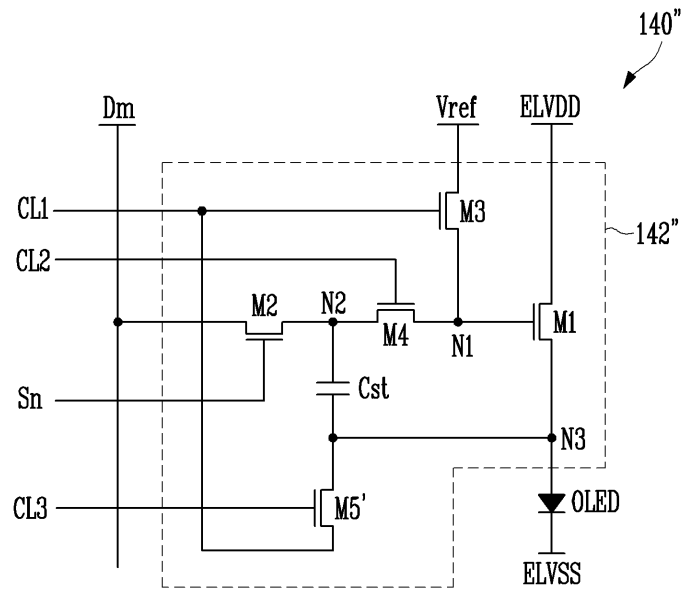 140"
Dm
Vref
ELVDD
CL1
M3
142"
CL2
M2
N2
M4
N1
M1
Sn
Cst
N3
CL3
M5'
OLED
ELVSS